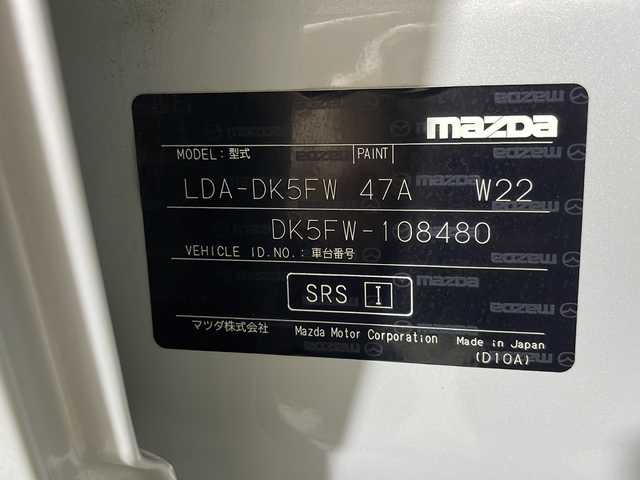 mazda
MODEL: 型式 PAINT
LDA-DK5FW 47A W22
DK5FW-108480
VEHICLE ID.NO.: 車台番号
SRS I
マツダ株式会社 Mazda Motor Corporation Made in Japan
(D10A)